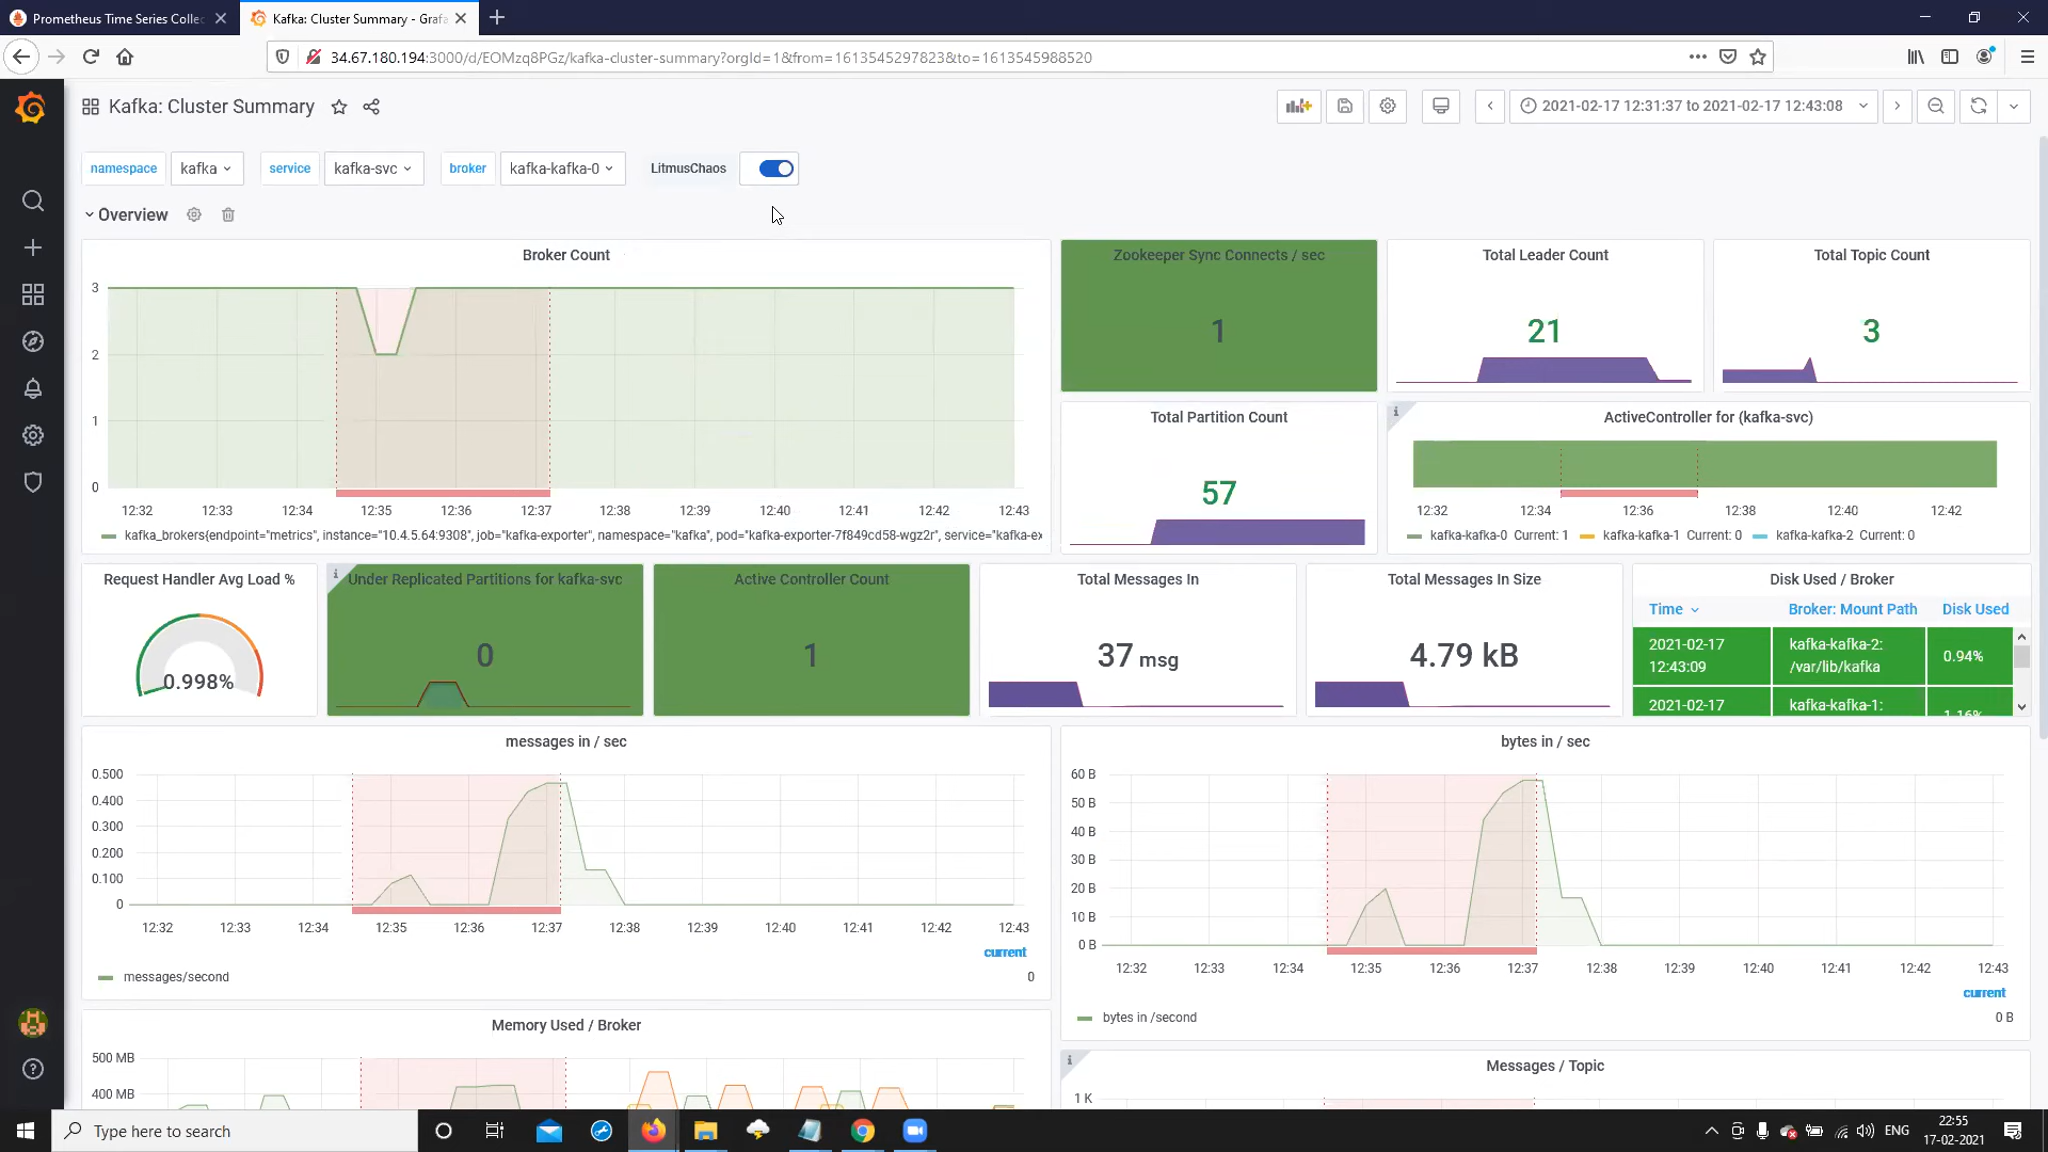 Prometheus Time Series Collec
Kafka: Cluster Summary - Grafa
34.67.180.194:3000/d/EOMzq8PGz/kafka-cluster-summary?orgId=1&from=1613545297823&to=1613545988520
Kafka: Cluster Summary
2021-02-17 12:31:37 to 2021-02-17 12:43:08
namespace kafka service kafka-svc broker kafka-kafka-0 LitmusChaos
Overview
Broker Count
3
2
1
0
12:32 12:33 12:34 12:35 12:36 12:37 12:38 12:39 12:40 12:41 12:42 12:43
kafka_brokers{endpoint="metrics", instance="10.4.5.64:9308", job="kafka-exporter", namespace="kafka", pod="kafka-exporter-7f849cd58-wgz2r", service="kafka-ex
Zookeeper Sync Connects / sec
1
Total Leader Count
21
Total Topic Count
3
Total Partition Count
57
ActiveController for (kafka-svc)
12:32 12:34 12:36 12:38 12:40 12:42
kafka-kafka-0 Current: 1 kafka-kafka-1 Current: 0 kafka-kafka-2 Current: 0
Request Handler Avg Load %
0.998%
Under Replicated Partitions for kafka-svc
0
Active Controller Count
1
Total Messages In
37 msg
Total Messages In Size
4.79 kB
Disk Used / Broker
Time Broker: Mount Path Disk Used
2021-02-17 12:43:09 kafka-kafka-2: /var/lib/kafka 0.94%
2021-02-17 kafka-kafka-1: 1.16%
messages in / sec
0.500
0.400
0.300
0.200
0.100
0
12:32 12:33 12:34 12:35 12:36 12:37 12:38 12:39 12:40 12:41 12:42 12:43
current
messages/second 0
bytes in / sec
60 B
50 B
40 B
30 B
20 B
10 B
0 B
12:32 12:33 12:34 12:35 12:36 12:37 12:38 12:39 12:40 12:41 12:42 12:43
current
bytes in /second 0 B
Memory Used / Broker
500 MB
400 MB
Messages / Topic
1 K
Type here to search
ENG
22:55
17-02-2021